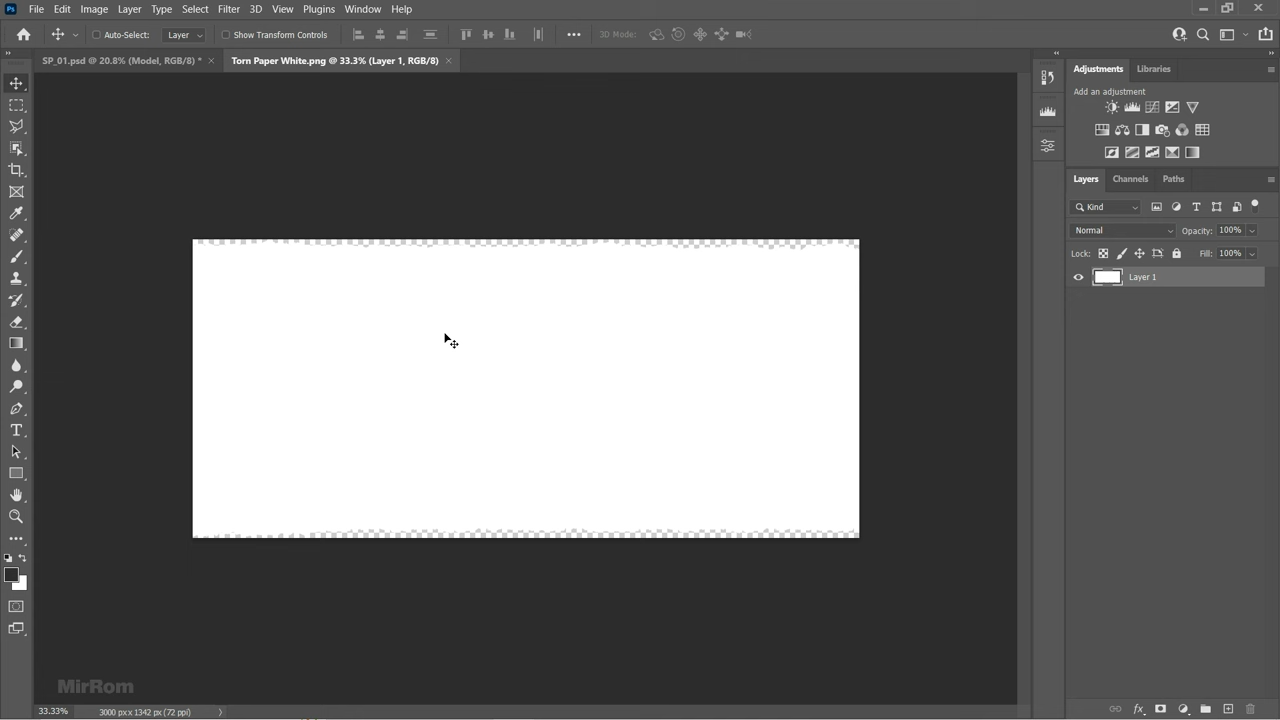 Ps File Edit Image Layer Type Select Filter 3D View Plugins Window Help
Auto-Select: Layer Show Transform Controls 3D Mode:
SP_01.psd @ 20.8% (Model, RGB/8) * Torn Paper White.png @ 33.3% (Layer 1, RGB/8)
Adjustments Libraries
Add an adjustment
Layers Channels Paths
Kind
Normal Opacity: 100%
Lock: Fill: 100%
Layer 1
MirRom
33.33% 3000 px x 1342 px (72 ppi)